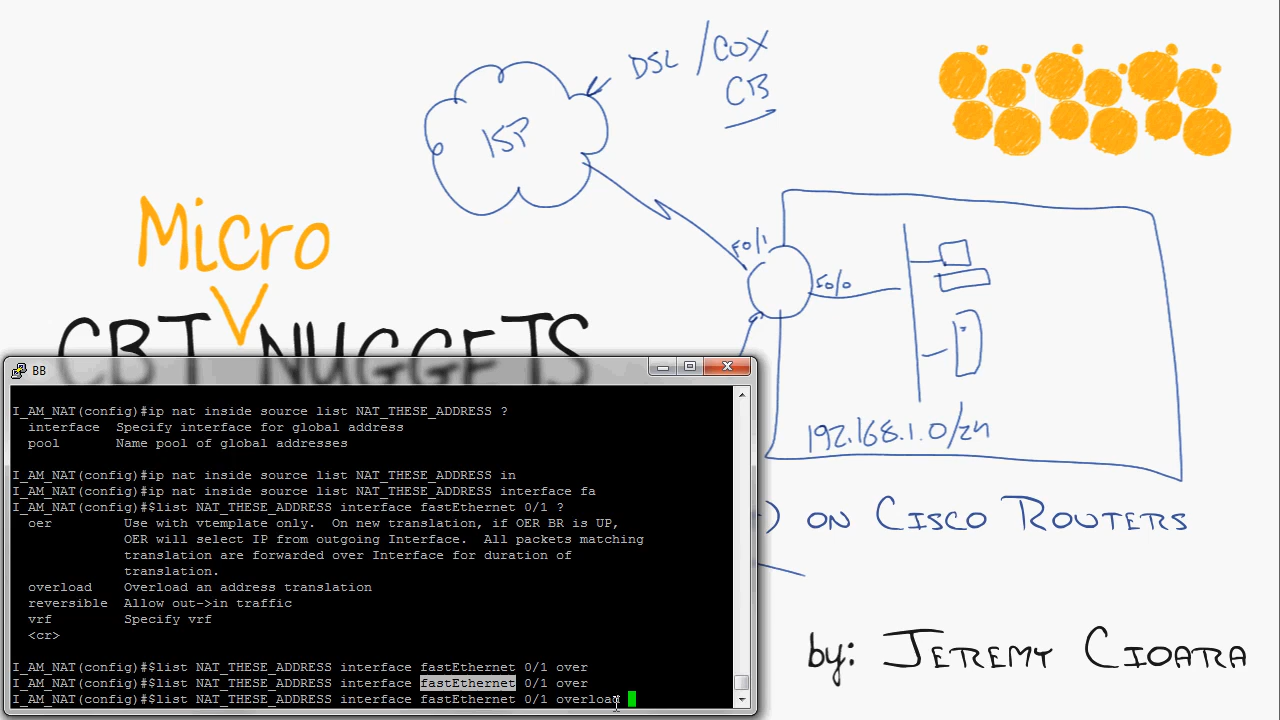 DSL /COX
CB
ISP
Micro
CBT NUGGETS
F0/1
F0/0
192.168.1.0/24
) ON CISCO ROUTERS
by: JEREMY CIOARA
BB
I_AM_NAT(config)#ip nat inside source list NAT_THESE_ADDRESS ?
interface Specify interface for global address
pool Name pool of global addresses
I_AM_NAT(config)#ip nat inside source list NAT_THESE_ADDRESS in
I_AM_NAT(config)#ip nat inside source list NAT_THESE_ADDRESS interface fa
I_AM_NAT(config)#$list NAT_THESE_ADDRESS interface fastEthernet 0/1 ?
oer Use with vtemplate only. On new translation, if OER BR is UP,
OER will select IP from outgoing Interface. All packets matching
translation are forwarded over Interface for duration of
translation.
overload Overload an address translation
reversible Allow out->in traffic
vrf Specify vrf
<cr>
I_AM_NAT(config)#$list NAT_THESE_ADDRESS interface fastEthernet 0/1 over
I_AM_NAT(config)#$list NAT_THESE_ADDRESS interface fastEthernet 0/1 over
I_AM_NAT(config)#$list NAT_THESE_ADDRESS interface fastEthernet 0/1 overload